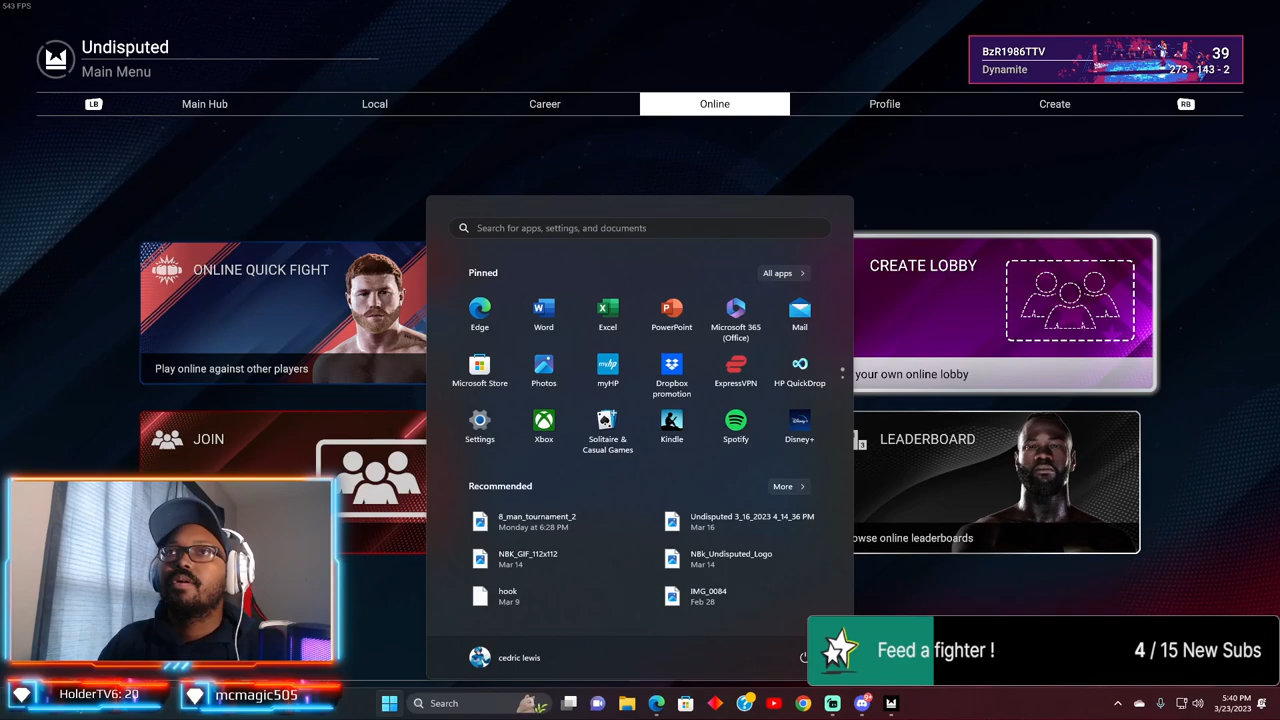 543 FPS
Undisputed
Main Menu
BzR1986TTV
39
Dynamite
273 - 143 - 2
LB
Main Hub
Local
Career
Online
Profile
Create
RB
ONLINE QUICK FIGHT
Play online against other players
JOIN
Search for apps, settings, and documents
Pinned
All apps
Edge
Word
Excel
PowerPoint
Microsoft 365
(Office)
Mail
Microsoft Store
Photos
myhp
myHP
Dropbox
promotion
ExpressVPN
HP QuickDrop
Settings
Xbox
Solitaire &
Casual Games
Kindle
Spotify
Disney+
Recommended
More
8_man_tournament_2
Monday at 6:28 PM
Undisputed 3_16_2023 4_14_36 PM
Mar 16
NBK_GIF_112x112
Mar 14
NBk_Undisputed_Logo
Mar 14
hook
Mar 9
IMG_0084
Feb 28
cedric lewis
CREATE LOBBY
your own online lobby
3
LEADERBOARD
owse online leaderboards
Feed a fighter !
4 / 15 New Subs
HolderTV6: 20
mcmagic505
Search
5:40 PM
3/23/2023